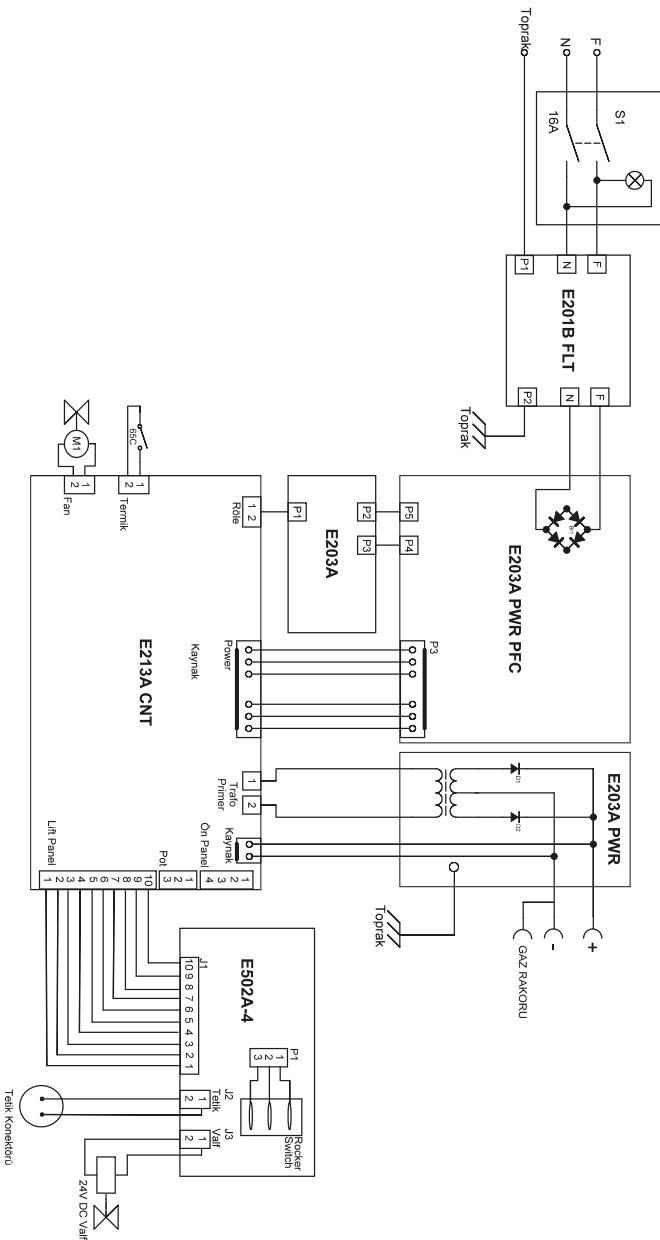 Toprak
N
F
16A
S1
P1
N
F
E201B FLT
P2
N
F
Toprak
M1
65C
2 1
Fan
2 1
Termik
1 2
Röle
P1
E203A
P2
P3
P5
P4
Br1
E203A PWR PFC
P3
Power
Kaynak
E213A CNT
1
2
Trafo
Primer
Kaynak
D1
D2
E203A PWR
Ön Panel
4 3 2 1
Pot
3 2 1
Lift Panel
1 2 3 4 5 6 7 8 9 10
Toprak
+
-
GAZ RAKORU
J1
10 9 8 7 6 5 4 3 2 1
E502A-4
P1
3 2 1
Rocker
Switch
J2
Tetik
2 1
J3
Valf
2 1
Tetik Konektörü
24V DC Valf